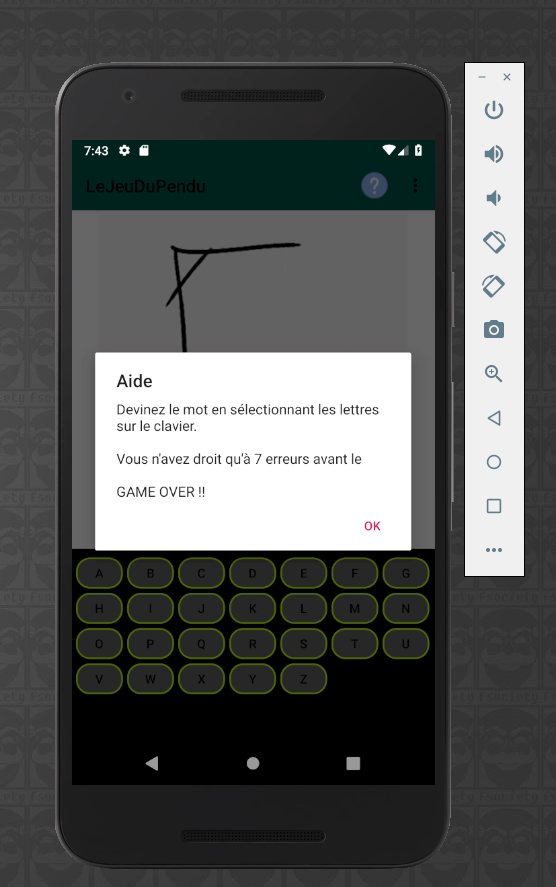 7:43
LeJeuDuPendu
?
Aide
Devinez le mot en sélectionnant les lettres
sur le clavier.
Vous n'avez droit qu'à 7 erreurs avant le
GAME OVER !!
OK
A B C D E F G
H I J K L M N
O P Q R S T U
V W X Y Z